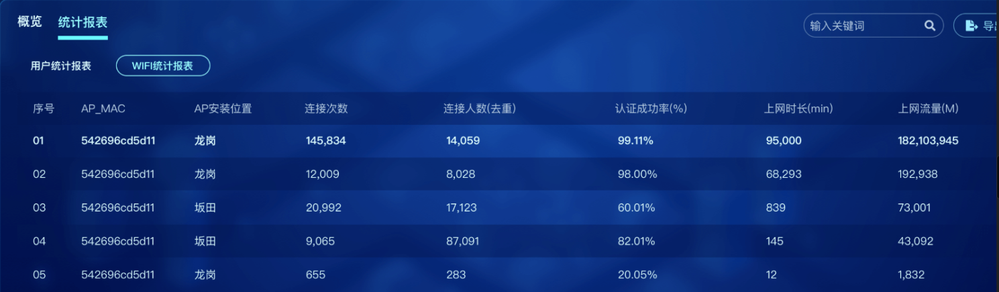 概览 统计报表 输入关键词 导出
用户统计报表 WIFI统计报表
序号 AP_MAC AP安装位置 连接次数 连接人数(去重) 认证成功率(%) 上网时长(min) 上网流量(M)
01 542696cd5d11 龙岗 145,834 14,059 99.11% 95,000 182,103,945
02 542696cd5d11 龙岗 12,009 8,028 98.00% 68,293 192,938
03 542696cd5d11 坂田 20,992 17,123 60.01% 839 73,001
04 542696cd5d11 坂田 9,065 87,091 82.01% 145 43,092
05 542696cd5d11 龙岗 655 283 20.05% 12 1,832